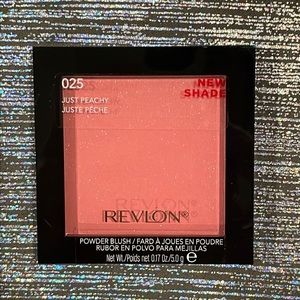 025
NEW
SHADE
JUST PEACHY
JUSTE PÊCHE
REVLON®
POWDER BLUSH / FARD À JOUES EN POUDRE
RUBOR EN POLVO PARA MEJILLAS
Net Wt./Poids net 0.17 Oz./5.0 g e